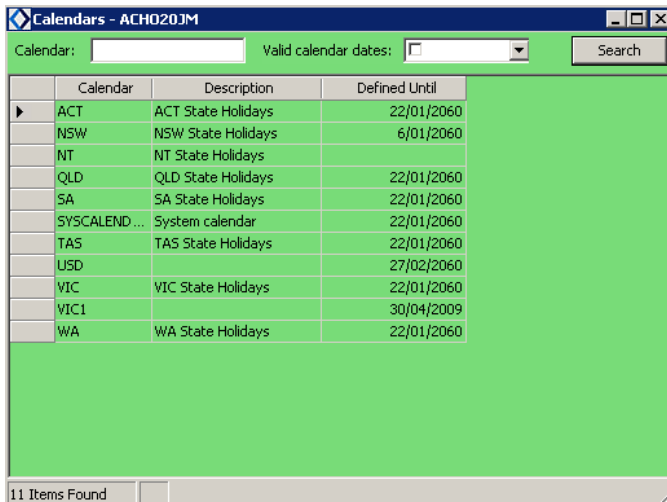 Calendars - ACHO20JM
Calendar: Valid calendar dates: Search
Calendar Description Defined Until
ACT ACT State Holidays 22/01/2060
NSW NSW State Holidays 6/01/2060
NT NT State Holidays
QLD QLD State Holidays 22/01/2060
SA SA State Holidays 22/01/2060
SYSCALEND... System calendar 22/01/2060
TAS TAS State Holidays 22/01/2060
USD 27/02/2060
VIC VIC State Holidays 22/01/2060
VIC1 30/04/2009
WA WA State Holidays 22/01/2060
11 Items Found